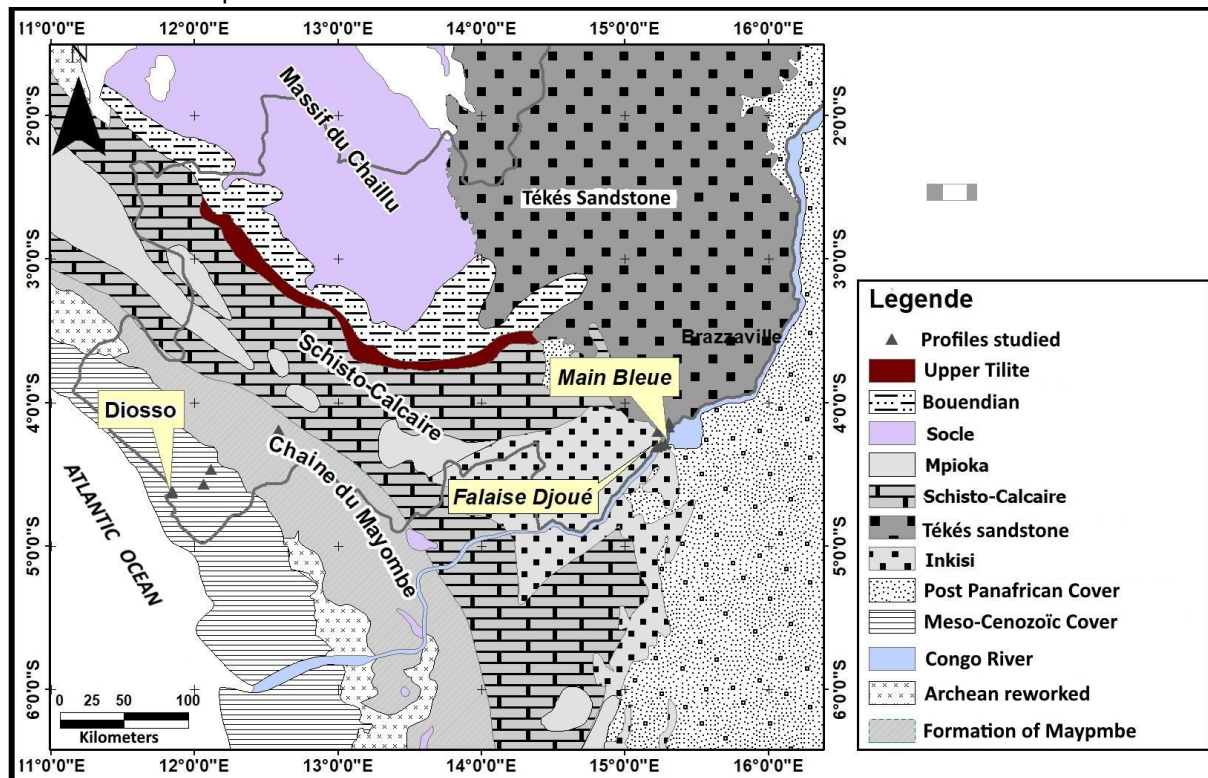 11°0'0"E 12°0'0"E 13°0'0"E 14°0'0"E 15°0'0"E 16°0'0"E
N
2°0'0"S
3°0'0"S
4°0'0"S
5°0'0"S
6°0'0"S
Massif du Chaillu
Tékés Sandstone
Brazzaville
Main Bleue
Schisto-Calcaire
Diosso
Chaine du Mayombe
Falaise Djoué
ATLANTIC OCEAN
0 25 50 100
Kilometers
2°0'0"S
3°0'0"S
4°0'0"S
5°0'0"S
6°0'0"S
11°0'0"E 12°0'0"E 13°0'0"E 14°0'0"E 15°0'0"E 16°0'0"E
Legende
Profiles studied
Upper Tilite
Bouendian
Socle
Mpioka
Schisto-Calcaire
Tékés sandstone
Inkisi
Post Panafrican Cover
Meso-Cenozoïc Cover
Congo River
Archean reworked
Formation of Maypmbe